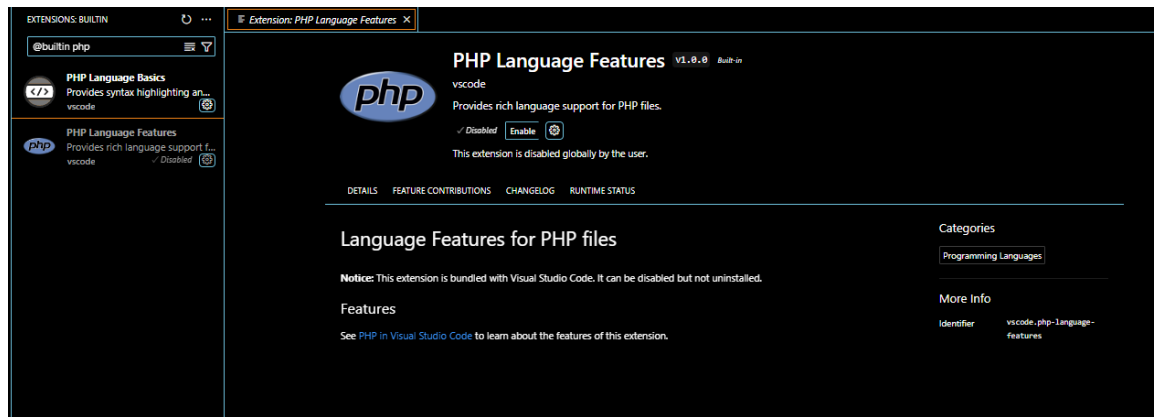 EXTENSIONS: BUILTIN
@builtin php
PHP Language Basics
Provides syntax highlighting an...
vscode
PHP Language Features
Provides rich language support f...
vscode
Disabled
Extension: PHP Language Features
php
PHP Language Features v1.0.0 Built-in
vscode
Provides rich language support for PHP files.
Disabled Enable
This extension is disabled globally by the user.
DETAILS FEATURE CONTRIBUTIONS CHANGELOG RUNTIME STATUS
Language Features for PHP files
Notice: This extension is bundled with Visual Studio Code. It can be disabled but not uninstalled.
Features
See PHP in Visual Studio Code to learn about the features of this extension.
Categories
Programming Languages
More Info
Identifier vscode.php-language-
features